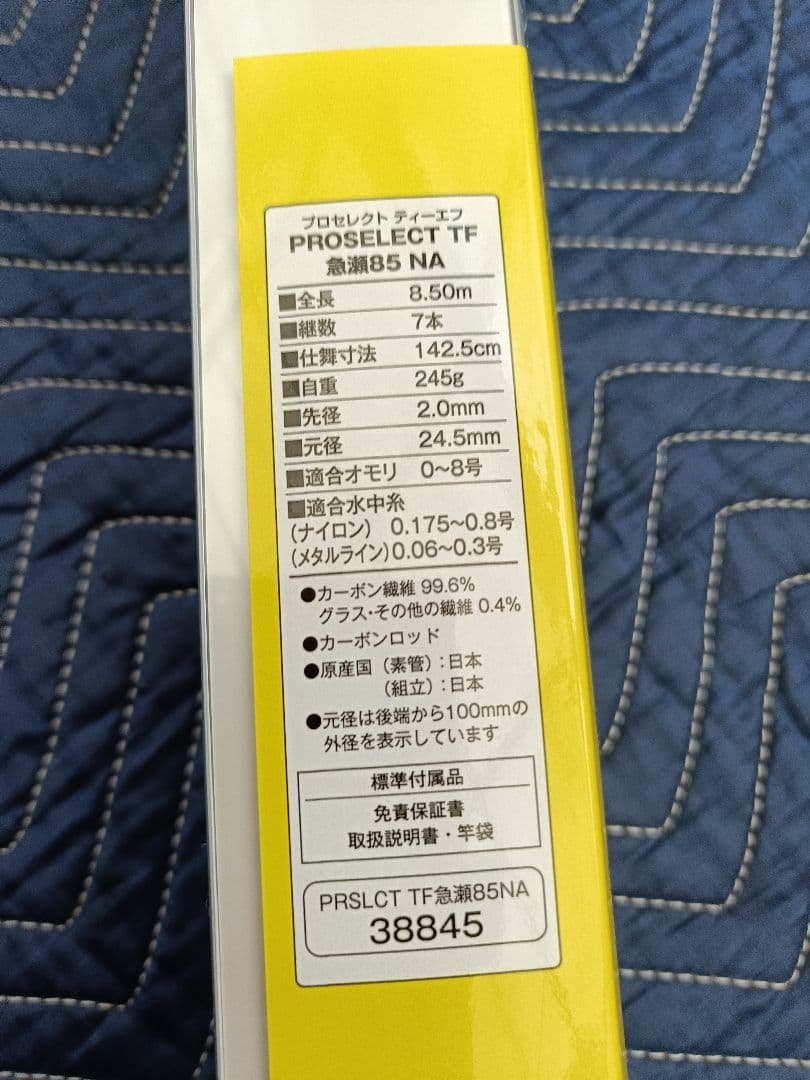 プロセレクト ティーエフ
PROSELECT TF
急瀬85 NA
■全長 8.50m
■継数 7本
■仕舞寸法 142.5cm
■自重 245g
■先径 2.0mm
■元径 24.5mm
■適合オモリ 0~8号
■適合水中糸
(ナイロン) 0.175~0.8号
(メタルライン)0.06~0.3号
●カーボン繊維 99.6%
グラス・その他の繊維 0.4%
●カーボンロッド
●原産国(素管):日本
(組立):日本
●元径は後端から100mmの
外径を表示しています
標準付属品
免責保証書
取扱説明書・竿袋
PRSLCT TF急瀬85NA
38845